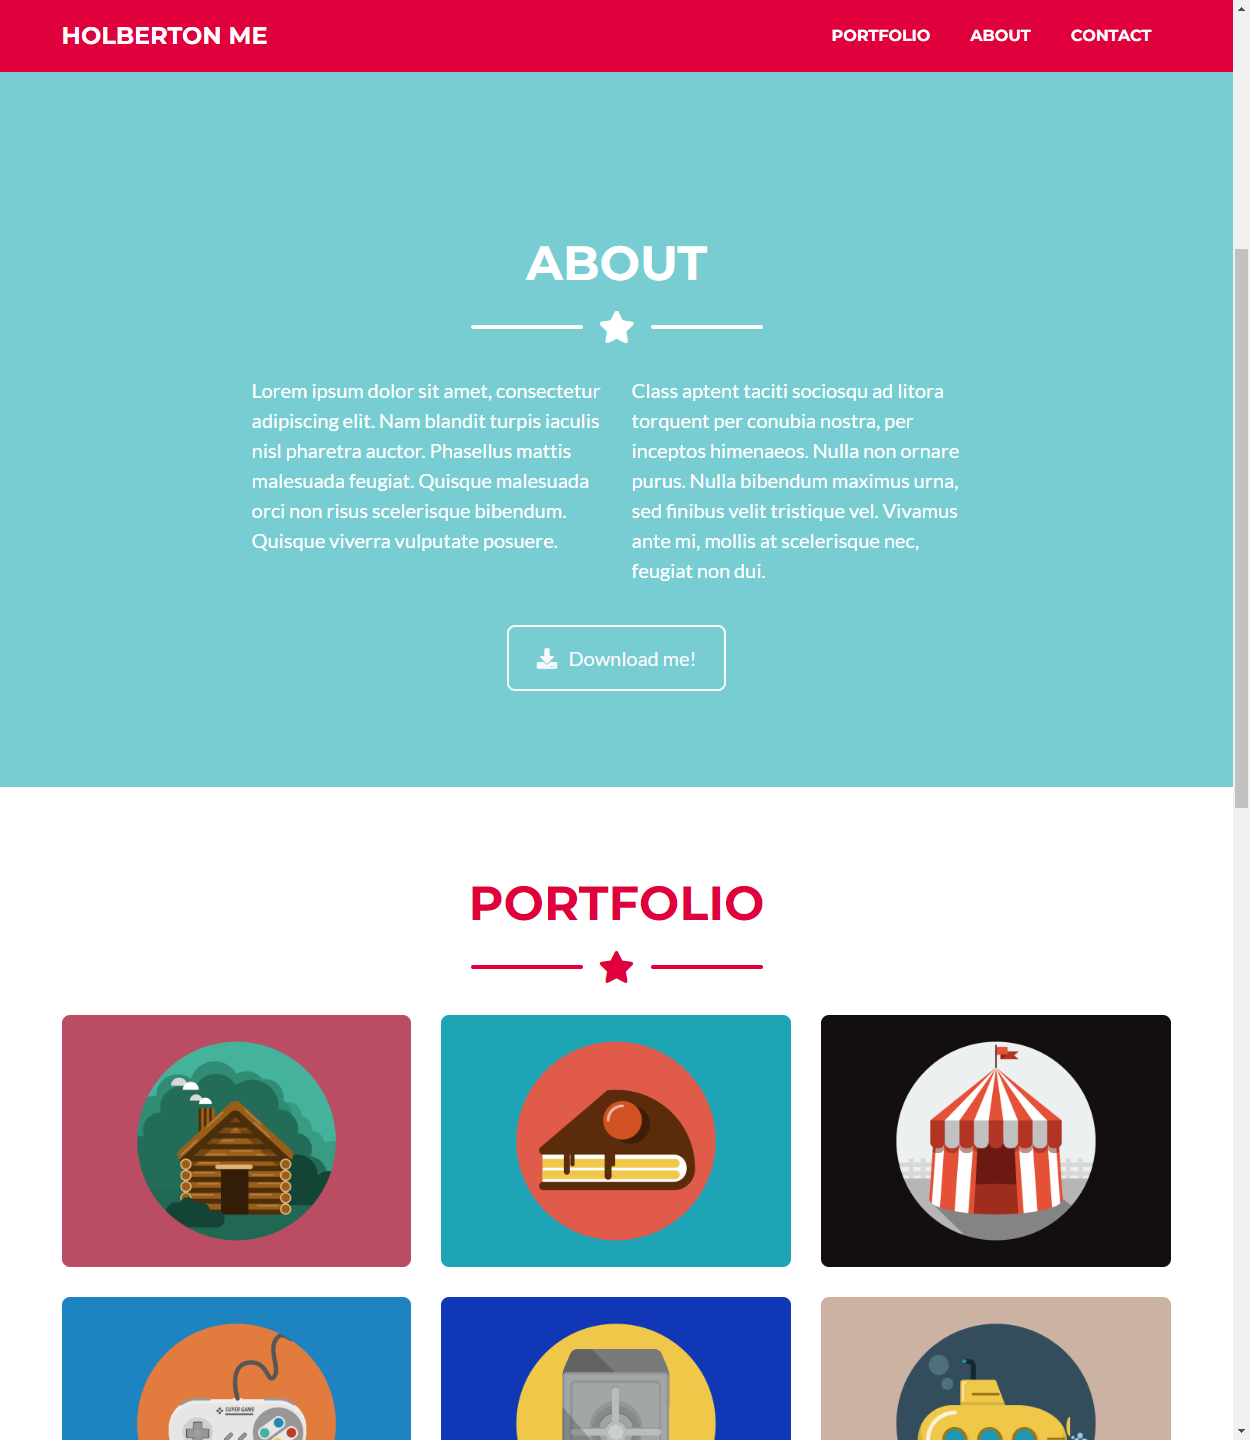 HOLBERTON ME
PORTFOLIO ABOUT CONTACT
ABOUT
Lorem ipsum dolor sit amet, consectetur
adipiscing elit. Nam blandit turpis iaculis
nisl pharetra auctor. Phasellus mattis
malesuada feugiat. Quisque malesuada
orci non risus scelerisque bibendum.
Quisque viverra vulputate posuere.
Class aptent taciti sociosqu ad litora
torquent per conubia nostra, per
inceptos himenaeos. Nulla non ornare
purus. Nulla bibendum maximus urna,
sed finibus velit tristique vel. Vivamus
ante mi, mollis at scelerisque nec,
feugiat non dui.
Download me!
PORTFOLIO
SUPER GAME